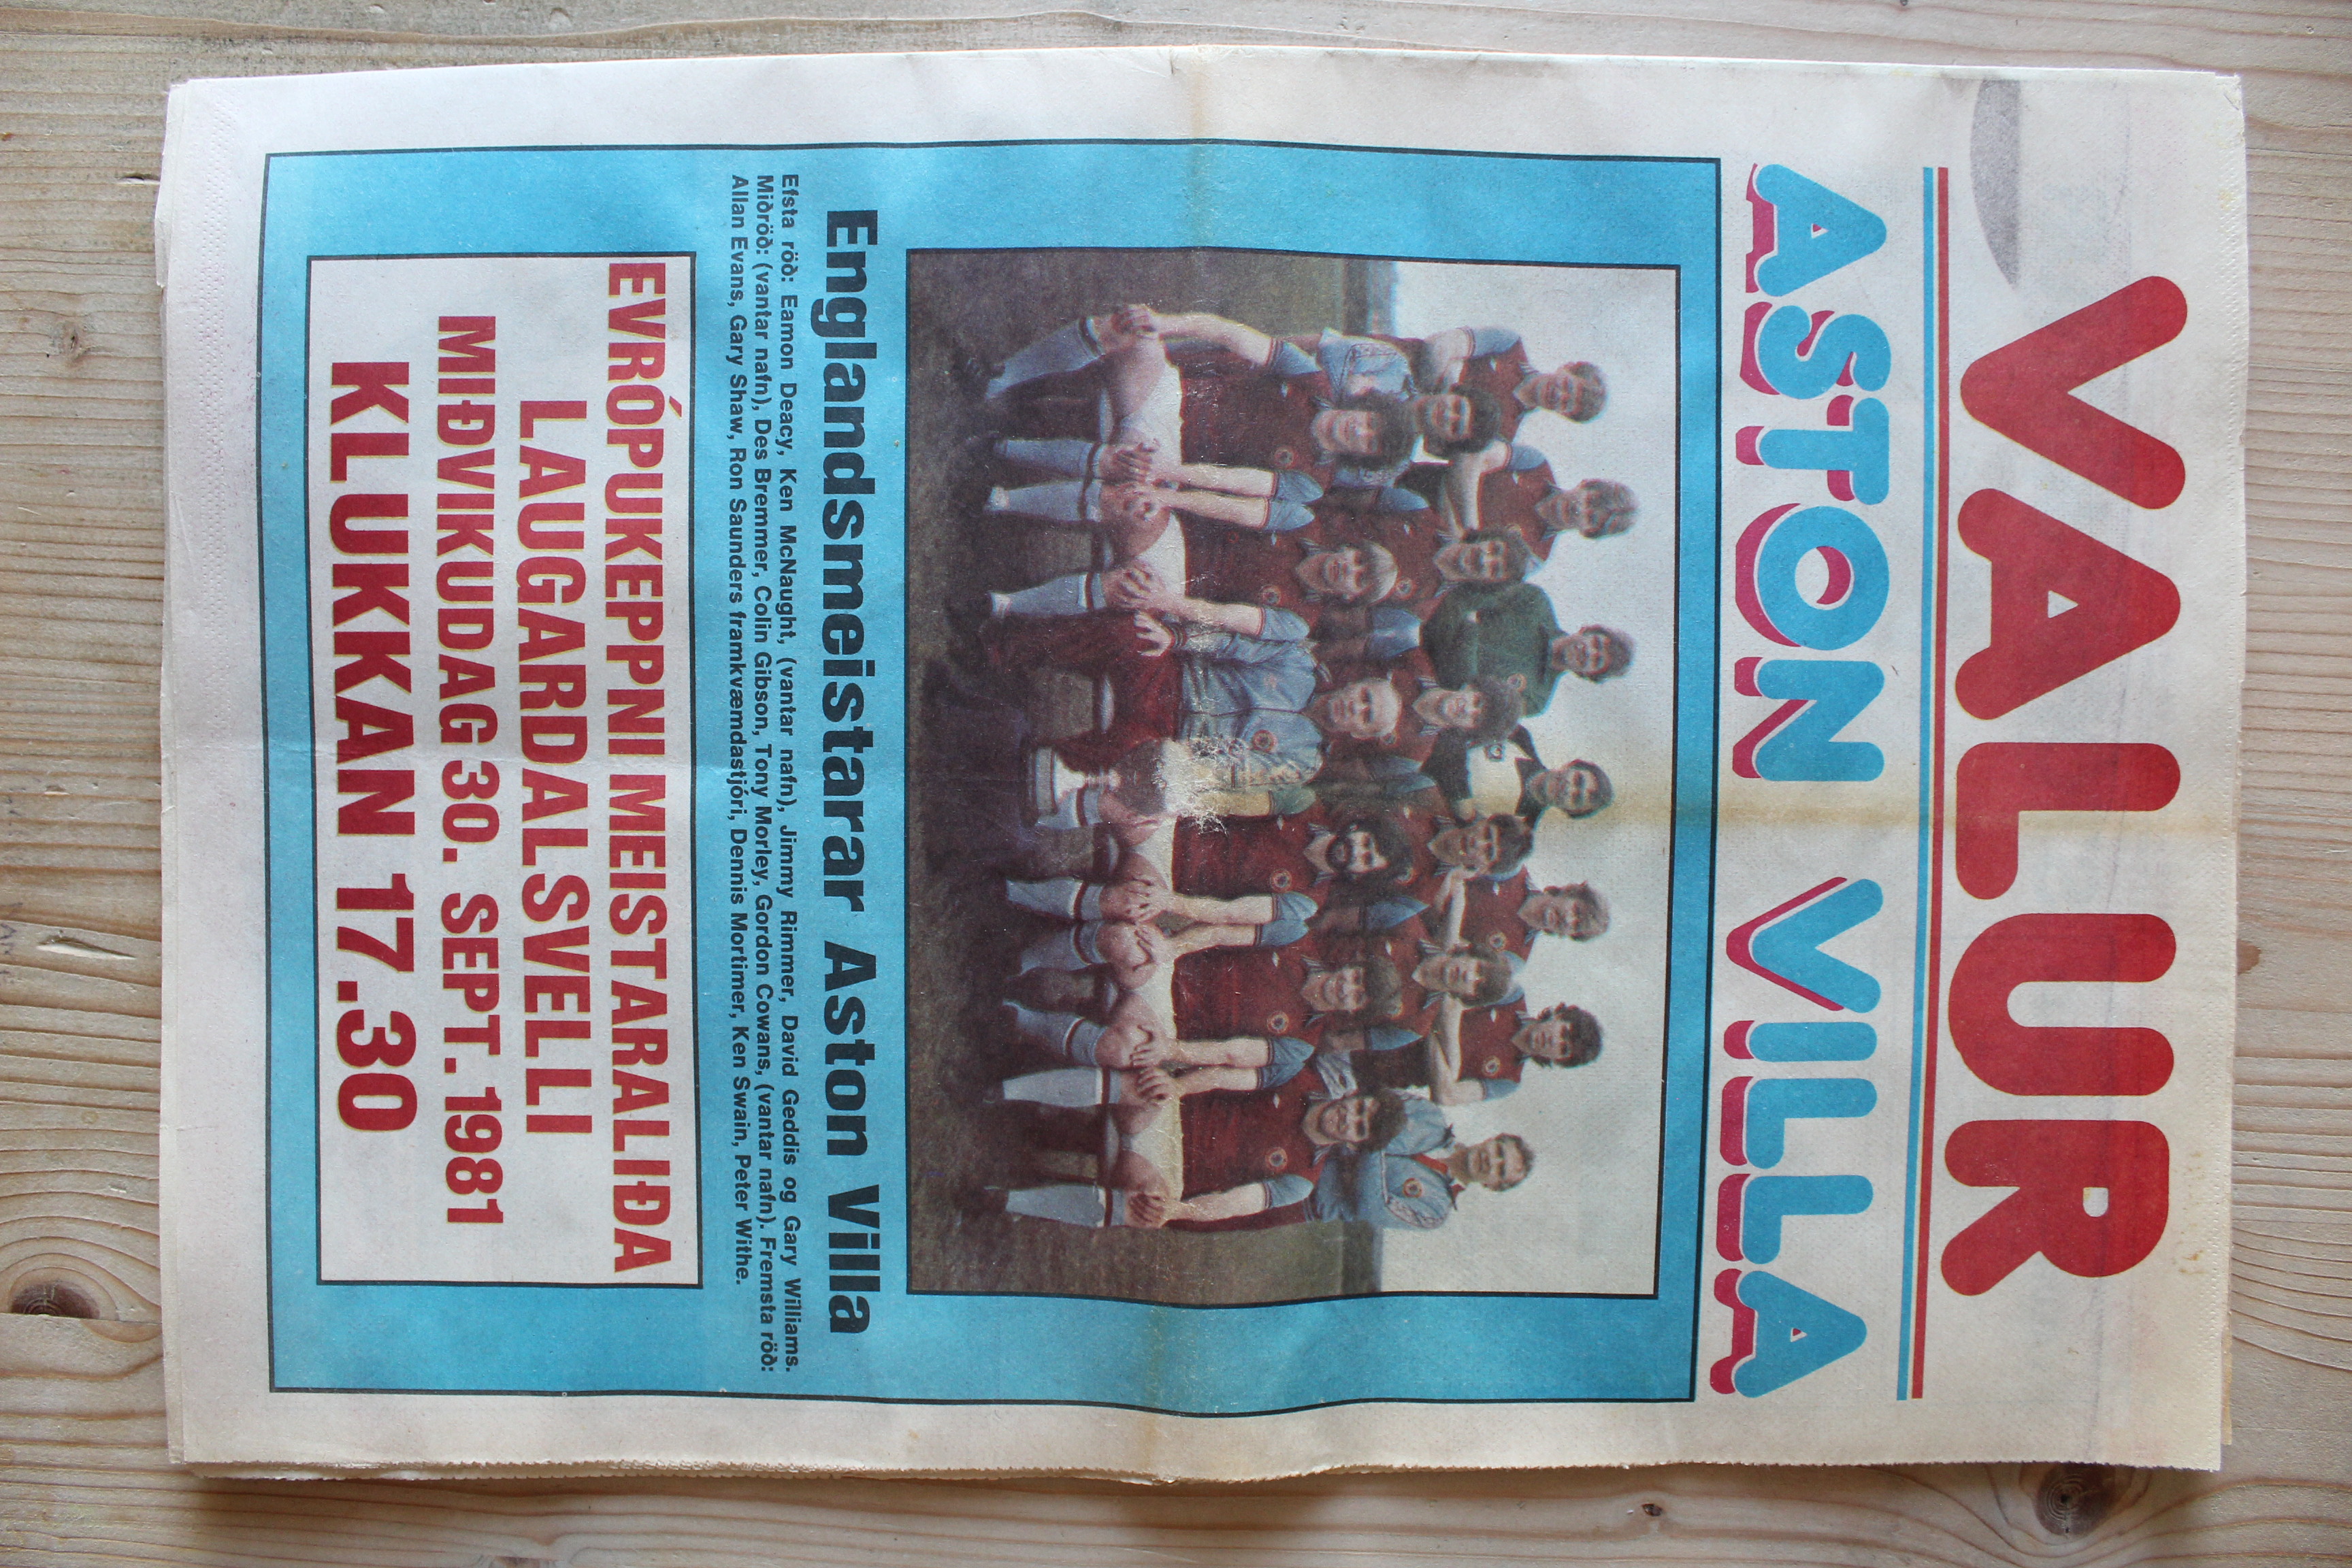 VALUR
ASTON VILLA
Englandsmeistarar Aston Villa
Efsta röð: Eamon Deacy, Ken McNaught, (vantar nafn), Jimmy Rimmer, David Geddis og Gary Williams.
Miðröð: (vantar nafn), Des Bremmer, Colin Gibson, Tony Morley, Gordon Cowans, (vantar nafn). Fremsta röð:
Allan Evans, Gary Shaw, Ron Saunders framkvæmdastjóri, Dennis Mortimer, Ken Swain, Peter Withe.
EVRÓPUKEPPNI MEISTARALIÐA
LAUGARDALSVELLI
MIÐVIKUDAG 30. SEPT. 1981
KLUKKAN 17.30